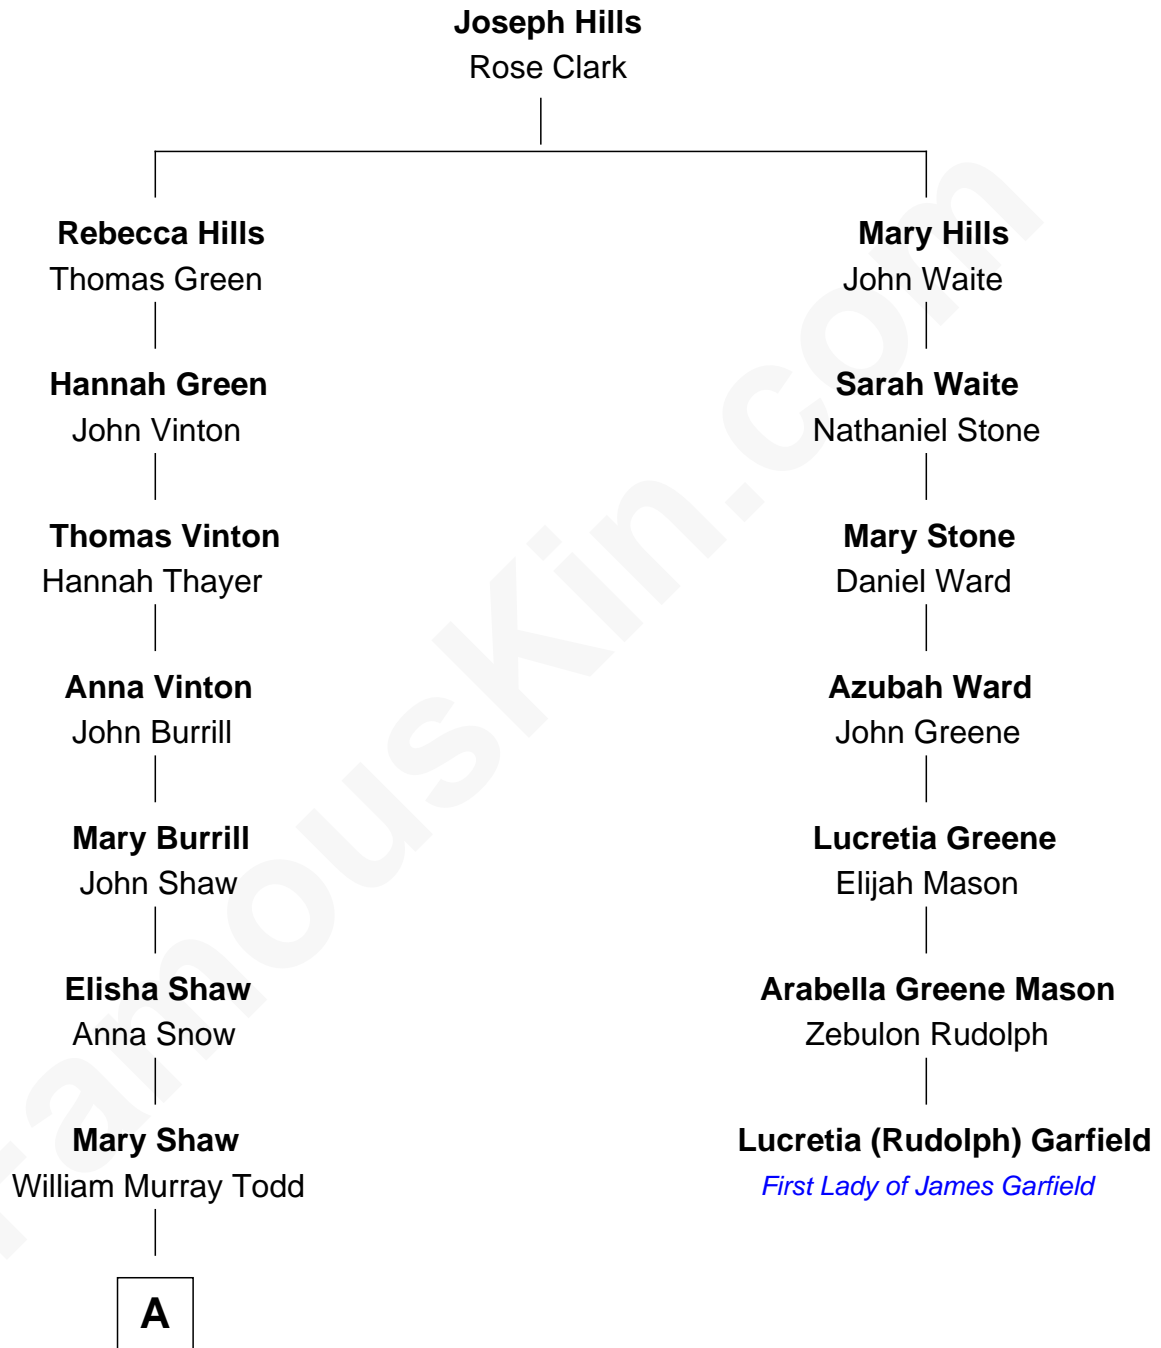 Joseph Hills
Rose Clark
Rebecca Hills
Thomas Green
Hannah Green
John Vinton
Thomas Vinton
Hannah Thayer
Anna Vinton
John Burrill
Mary Burrill
John Shaw
Elisha Shaw
Anna Snow
Mary Shaw
William Murray Todd
A
Mary Hills
John Waite
Sarah Waite
Nathaniel Stone
Mary Stone
Daniel Ward
Azubah Ward
John Greene
Lucretia Greene
Elijah Mason
Arabella Greene Mason
Zebulon Rudolph
Lucretia (Rudolph) Garfield
First Lady of James Garfield
FamousKin.com